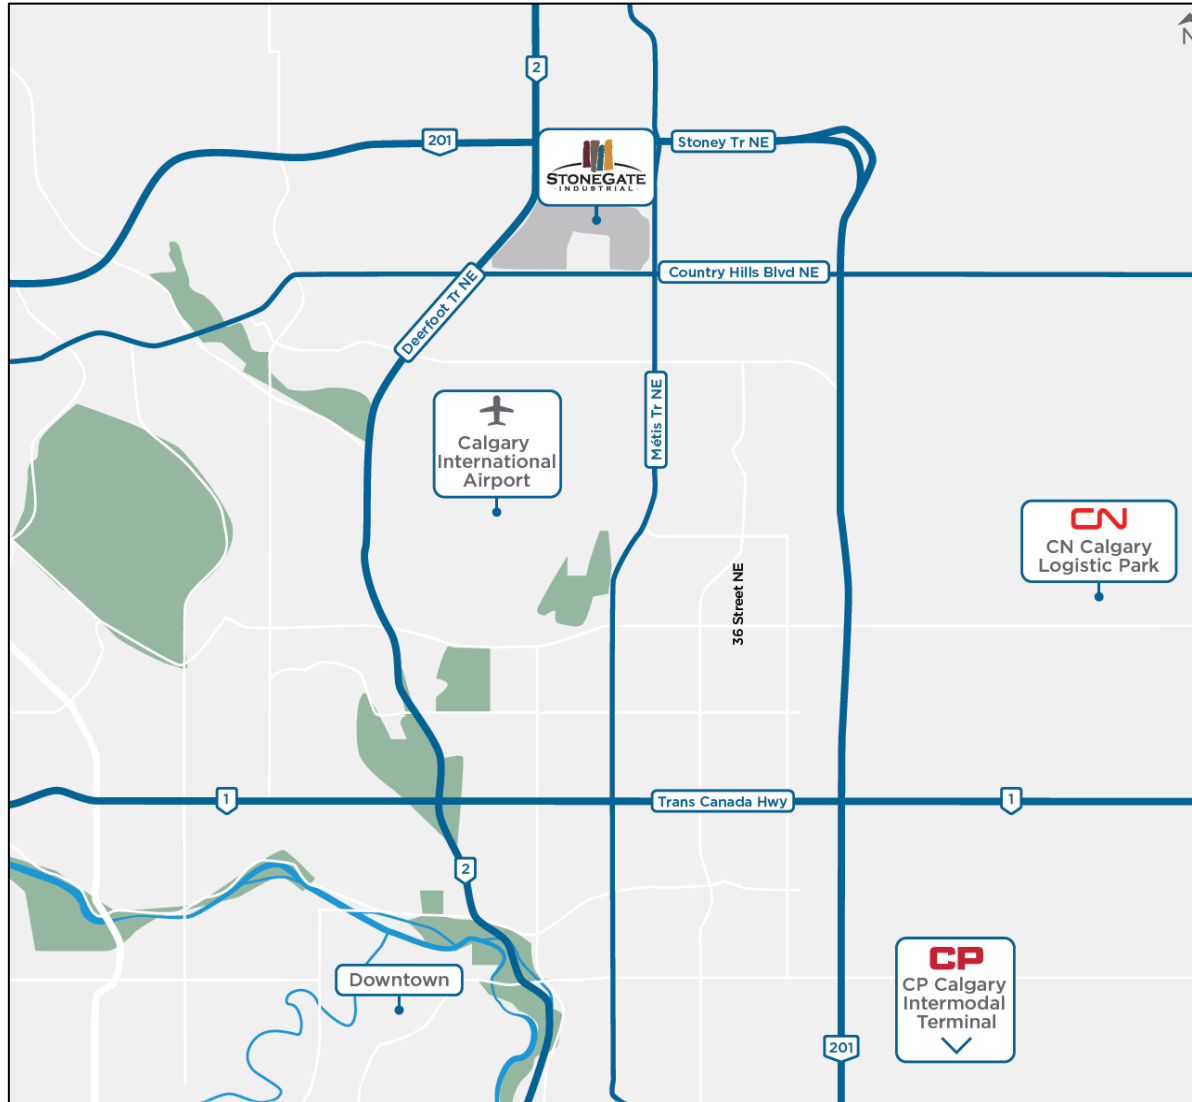 N
2
201
Stoney Tr NE
STONEGATE
·INDUSTRIAL·
Country Hills Blvd NE
Deerfoot Tr NE
Métis Tr NE
Calgary
International
Airport
CN
CN Calgary
Logistic Park
36 Street NE
1
Trans Canada Hwy
1
2
Downtown
CP
CP Calgary
Intermodal
Terminal
201